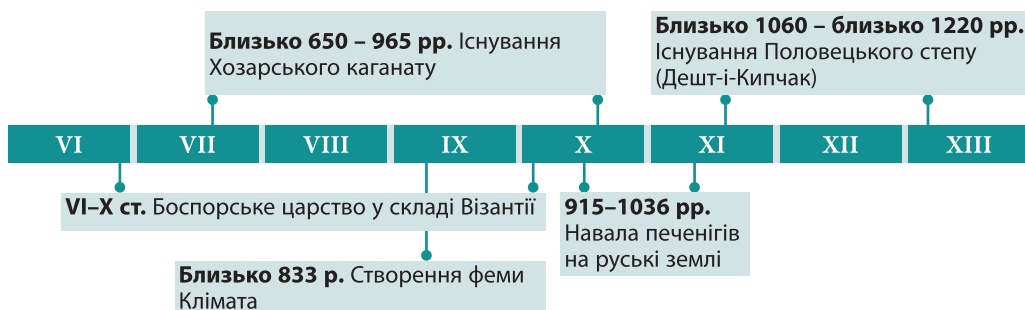 Близько 650 – 965 рр. Існування
Хозарського каганату
Близько 1060 – близько 1220 рр.
Існування Половецького степу
(Дешт-і-Кипчак)
VI
VII
VIII
IX
X
XI
XII
XIII
VI–X ст. Боспорське царство у складі Візантії
915–1036 рр.
Навала печенігів
на руські землі
Близько 833 р. Створення феми
Клімата